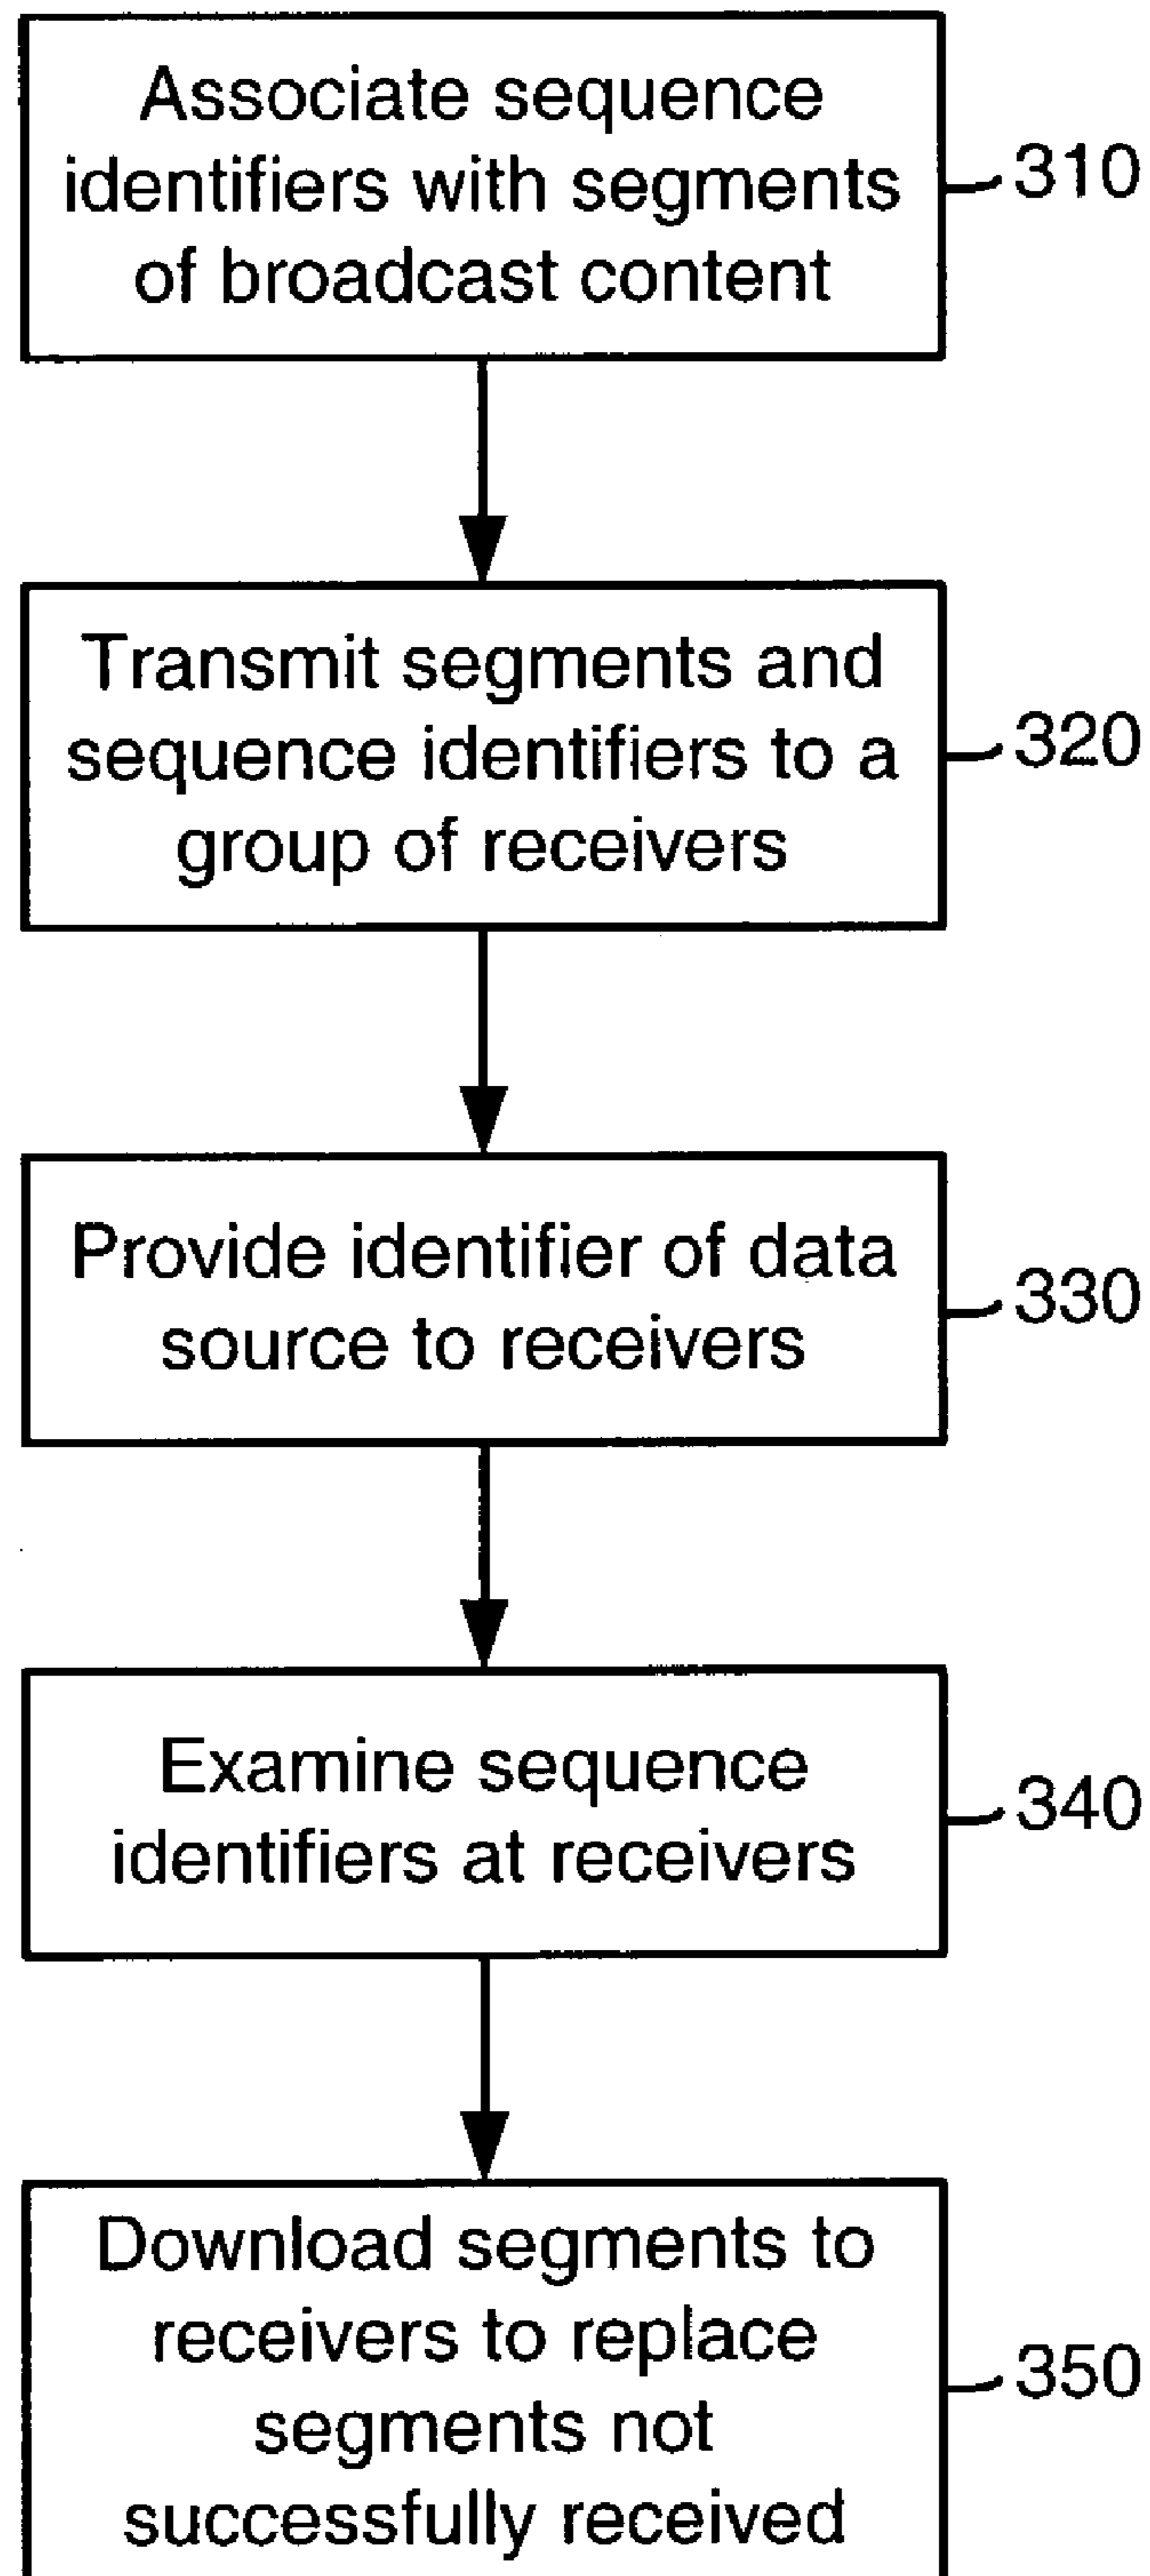 Associate sequence
identifiers with segments
of broadcast content
310
Transmit segments and
sequence identifiers to a
group of receivers
320
Provide identifier of data
source to receivers
330
Examine sequence
identifiers at receivers
340
Download segments to
receivers to replace
segments not
successfully received
350